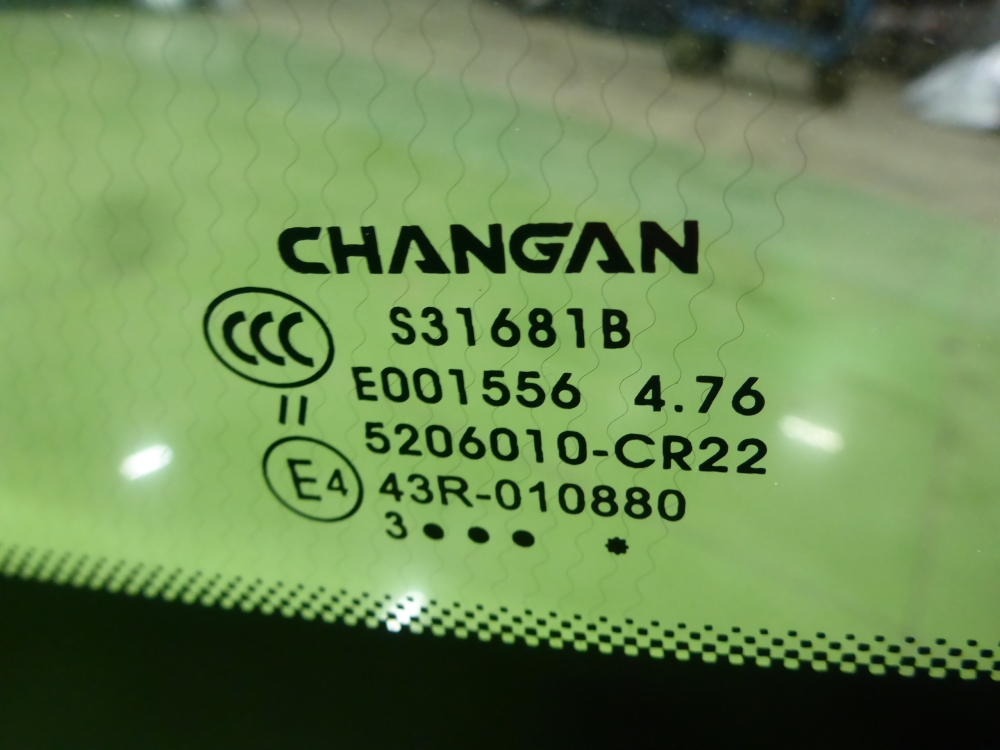 CHANGAN
CCC
S31681B
E001556 4.76
II
5206010-CR22
E4
43R-010880
3